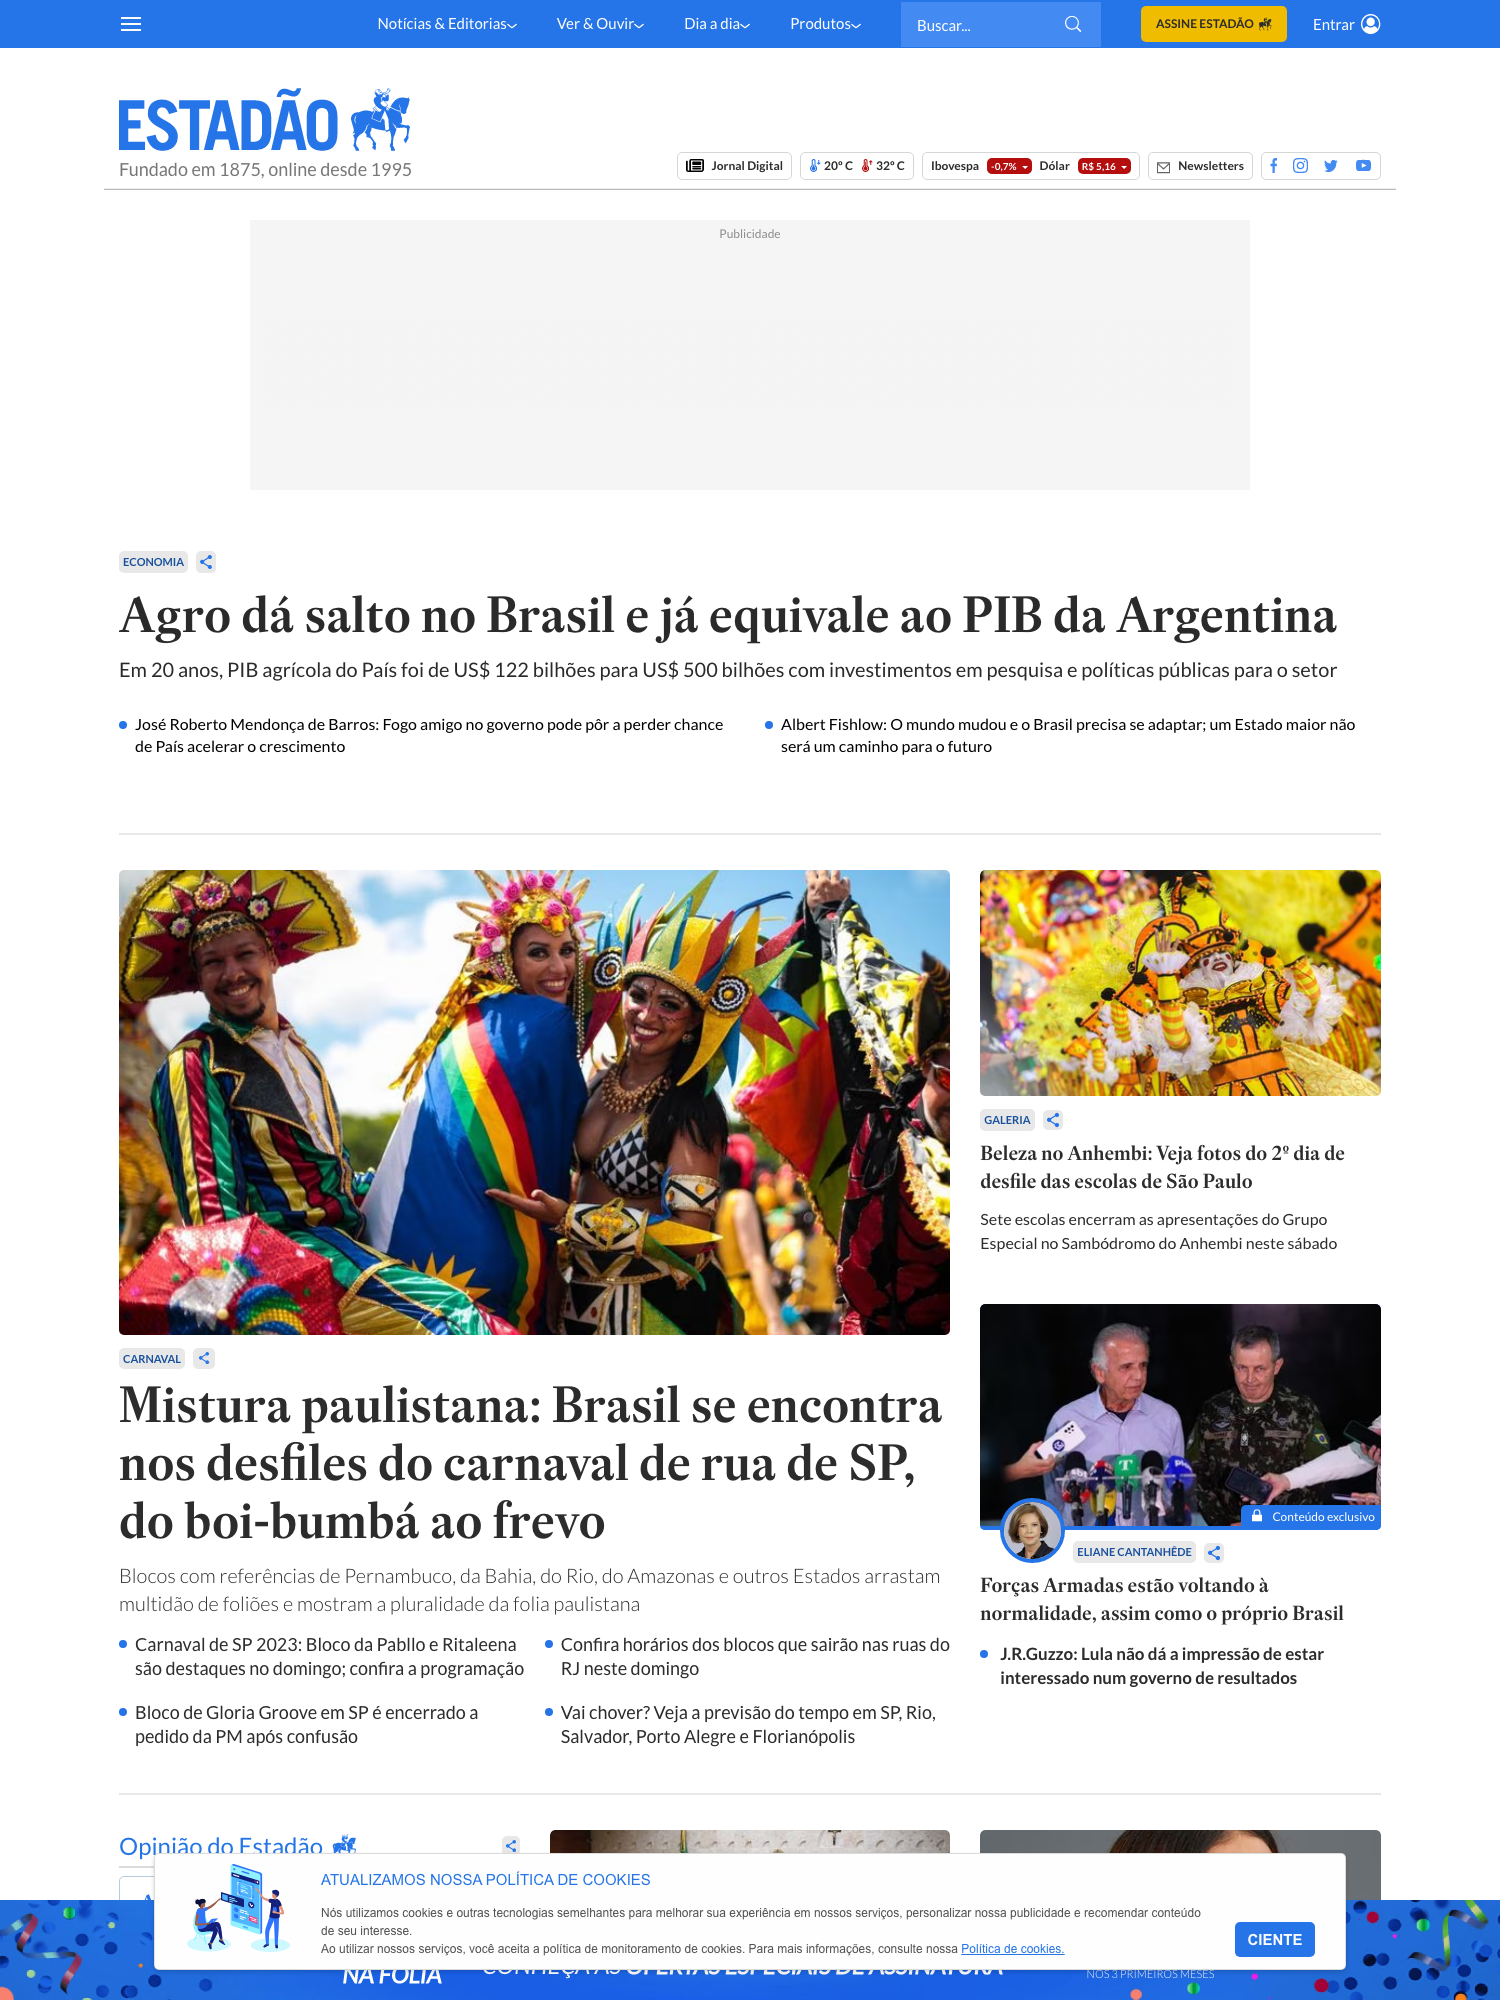 Notícias & Editorias
Ver & Ouvir
Dia a dia
Produtos
Buscar...
ASSINE ESTADÃO
Entrar
ESTADÃO
Fundado em 1875, online desde 1995
Jornal Digital
20º C
32º C
Ibovespa
-0,7%
Dólar
R$ 5,16
Newsletters
Publicidade
ECONOMIA
Agro dá salto no Brasil e já equivale ao PIB da Argentina
Em 20 anos, PIB agrícola do País foi de US$ 122 bilhões para US$ 500 bilhões com investimentos em pesquisa e políticas públicas para o setor
José Roberto Mendonça de Barros: Fogo amigo no governo pode pôr a perder chance
de País acelerar o crescimento
Albert Fishlow: O mundo mudou e o Brasil precisa se adaptar; um Estado maior não
será um caminho para o futuro
CARNAVAL
Mistura paulistana: Brasil se encontra
nos desfiles do carnaval de rua de SP,
do boi-bumbá ao frevo
Blocos com referências de Pernambuco, da Bahia, do Rio, do Amazonas e outros Estados arrastam
multidão de foliões e mostram a pluralidade da folia paulistana
Carnaval de SP 2023: Bloco da Pabllo e Ritaleena
são destaques no domingo; confira a programação
Confira horários dos blocos que sairão nas ruas do
RJ neste domingo
Bloco de Gloria Groove em SP é encerrado a
pedido da PM após confusão
Vai chover? Veja a previsão do tempo em SP, Rio,
Salvador, Porto Alegre e Florianópolis
GALERIA
Beleza no Anhembi: Veja fotos do 2º dia de
desfile das escolas de São Paulo
Sete escolas encerram as apresentações do Grupo
Especial no Sambódromo do Anhembi neste sábado
Conteúdo exclusivo
ELIANE CANTANHÊDE
Forças Armadas estão voltando à
normalidade, assim como o próprio Brasil
J.R.Guzzo: Lula não dá a impressão de estar
interessado num governo de resultados
Opinião do Estadão
ATUALIZAMOS NOSSA POLÍTICA DE COOKIES
Nós utilizamos cookies e outras tecnologias semelhantes para melhorar sua experiência em nossos serviços, personalizar nossa publicidade e recomendar conteúdo
de seu interesse.
Ao utilizar nossos serviços, você aceita a política de monitoramento de cookies. Para mais informações, consulte nossa Política de cookies.
CIENTE
NA FOLIA
CONHEÇA AS OFERTAS ESPECIAIS DE ASSINATURA
NOS 3 PRIMEIROS MESES